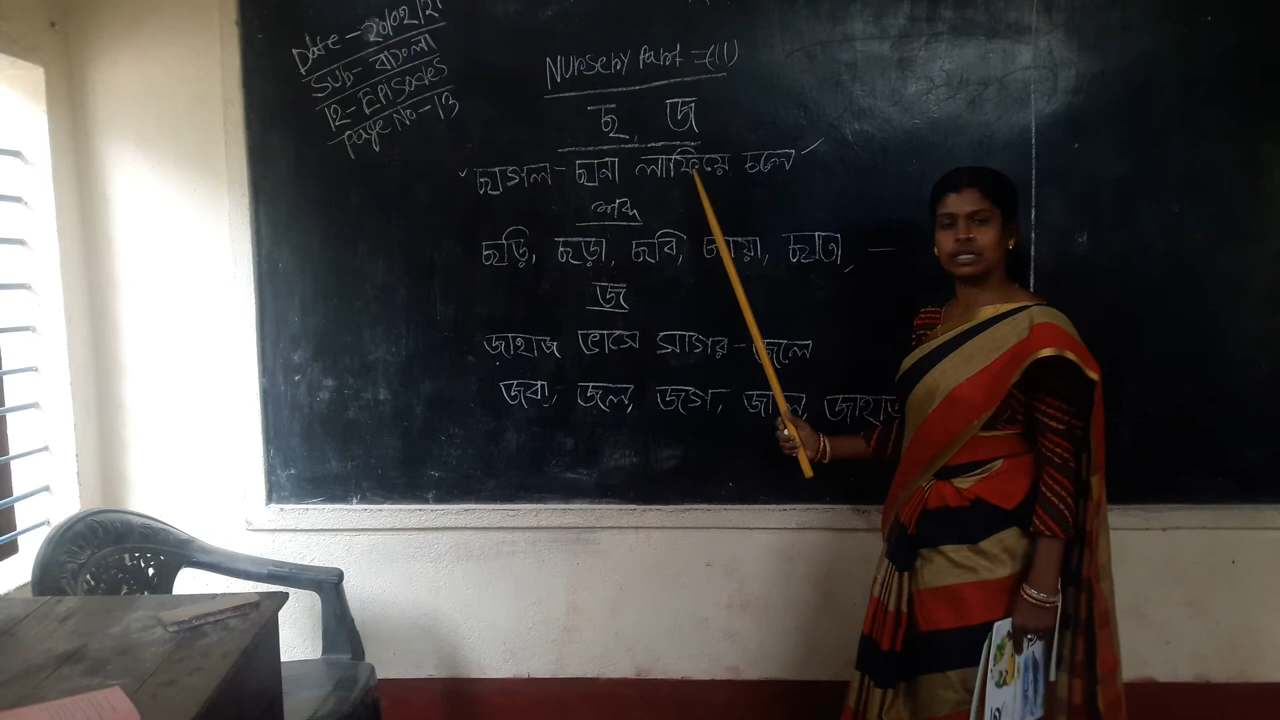 Date - 20/02/21
Sub - বাংলা
12 - EPISODES
page No - 13
Nursery Part = (11)
ছ, জ
"ছাগল - ছানা লাফিয়ে চলে"
শব্দ
ছড়ি, ছড়া, ছবি, ছায়া, ছাতা, —
জ
জাহাজ ভাসে সাগর - জলে
জবা, জল, জগ, জাল, জাহাজ